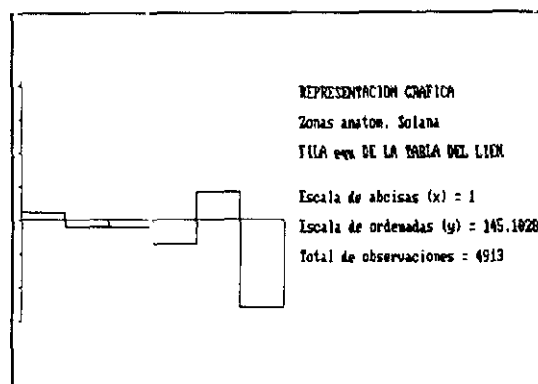 REPRESENTACION GRAFICA
Zonas anatom. Solana
FILA DE LA TABLA DEL LIEN
Escala de abcisas (x) = 1
Escala de ordenadas (y) = 145.1028
Total de observaciones = 4913